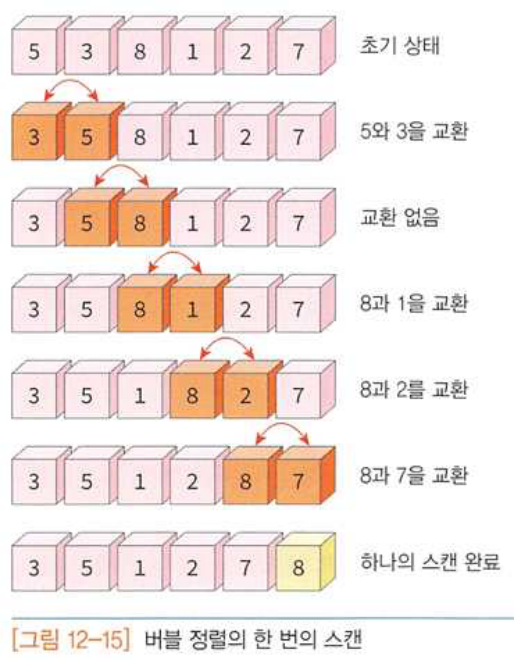 5 3 8 1 2 7 초기 상태
3 5 8 1 2 7 5와 3을 교환
3 5 8 1 2 7 교환 없음
3 5 8 1 2 7 8과 1을 교환
3 5 1 8 2 7 8과 2를 교환
3 5 1 2 8 7 8과 7을 교환
3 5 1 2 7 8 하나의 스캔 완료
[그림 12-15] 버블 정렬의 한 번의 스캔